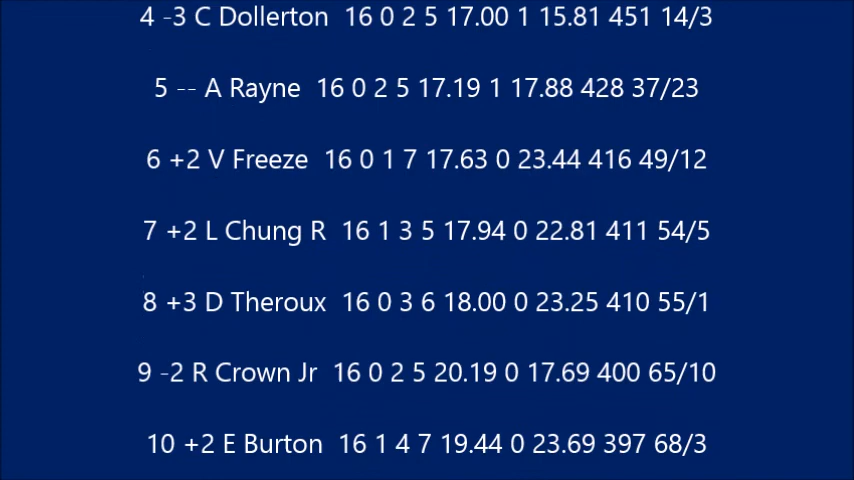 4 -3 C Dollerton 16 0 2 5 17.00 1 15.81 451 14/3
5 -- A Rayne 16 0 2 5 17.19 1 17.88 428 37/23
6 +2 V Freeze 16 0 1 7 17.63 0 23.44 416 49/12
7 +2 L Chung R 16 1 3 5 17.94 0 22.81 411 54/5
8 +3 D Theroux 16 0 3 6 18.00 0 23.25 410 55/1
9 -2 R Crown Jr 16 0 2 5 20.19 0 17.69 400 65/10
10 +2 E Burton 16 1 4 7 19.44 0 23.69 397 68/3